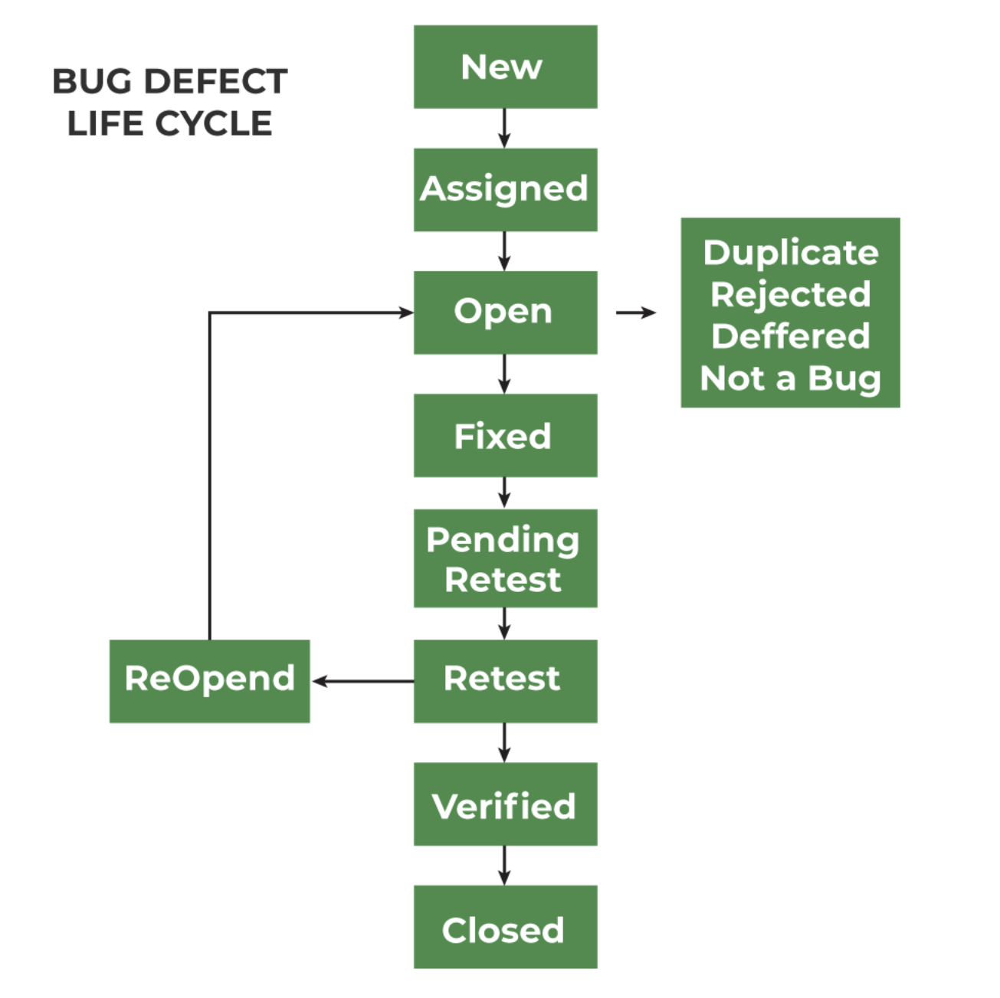 BUG DEFECT
LIFE CYCLE
New
Assigned
Open
Duplicate
Rejected
Deffered
Not a Bug
Fixed
Pending
Retest
ReOpend
Retest
Verified
Closed